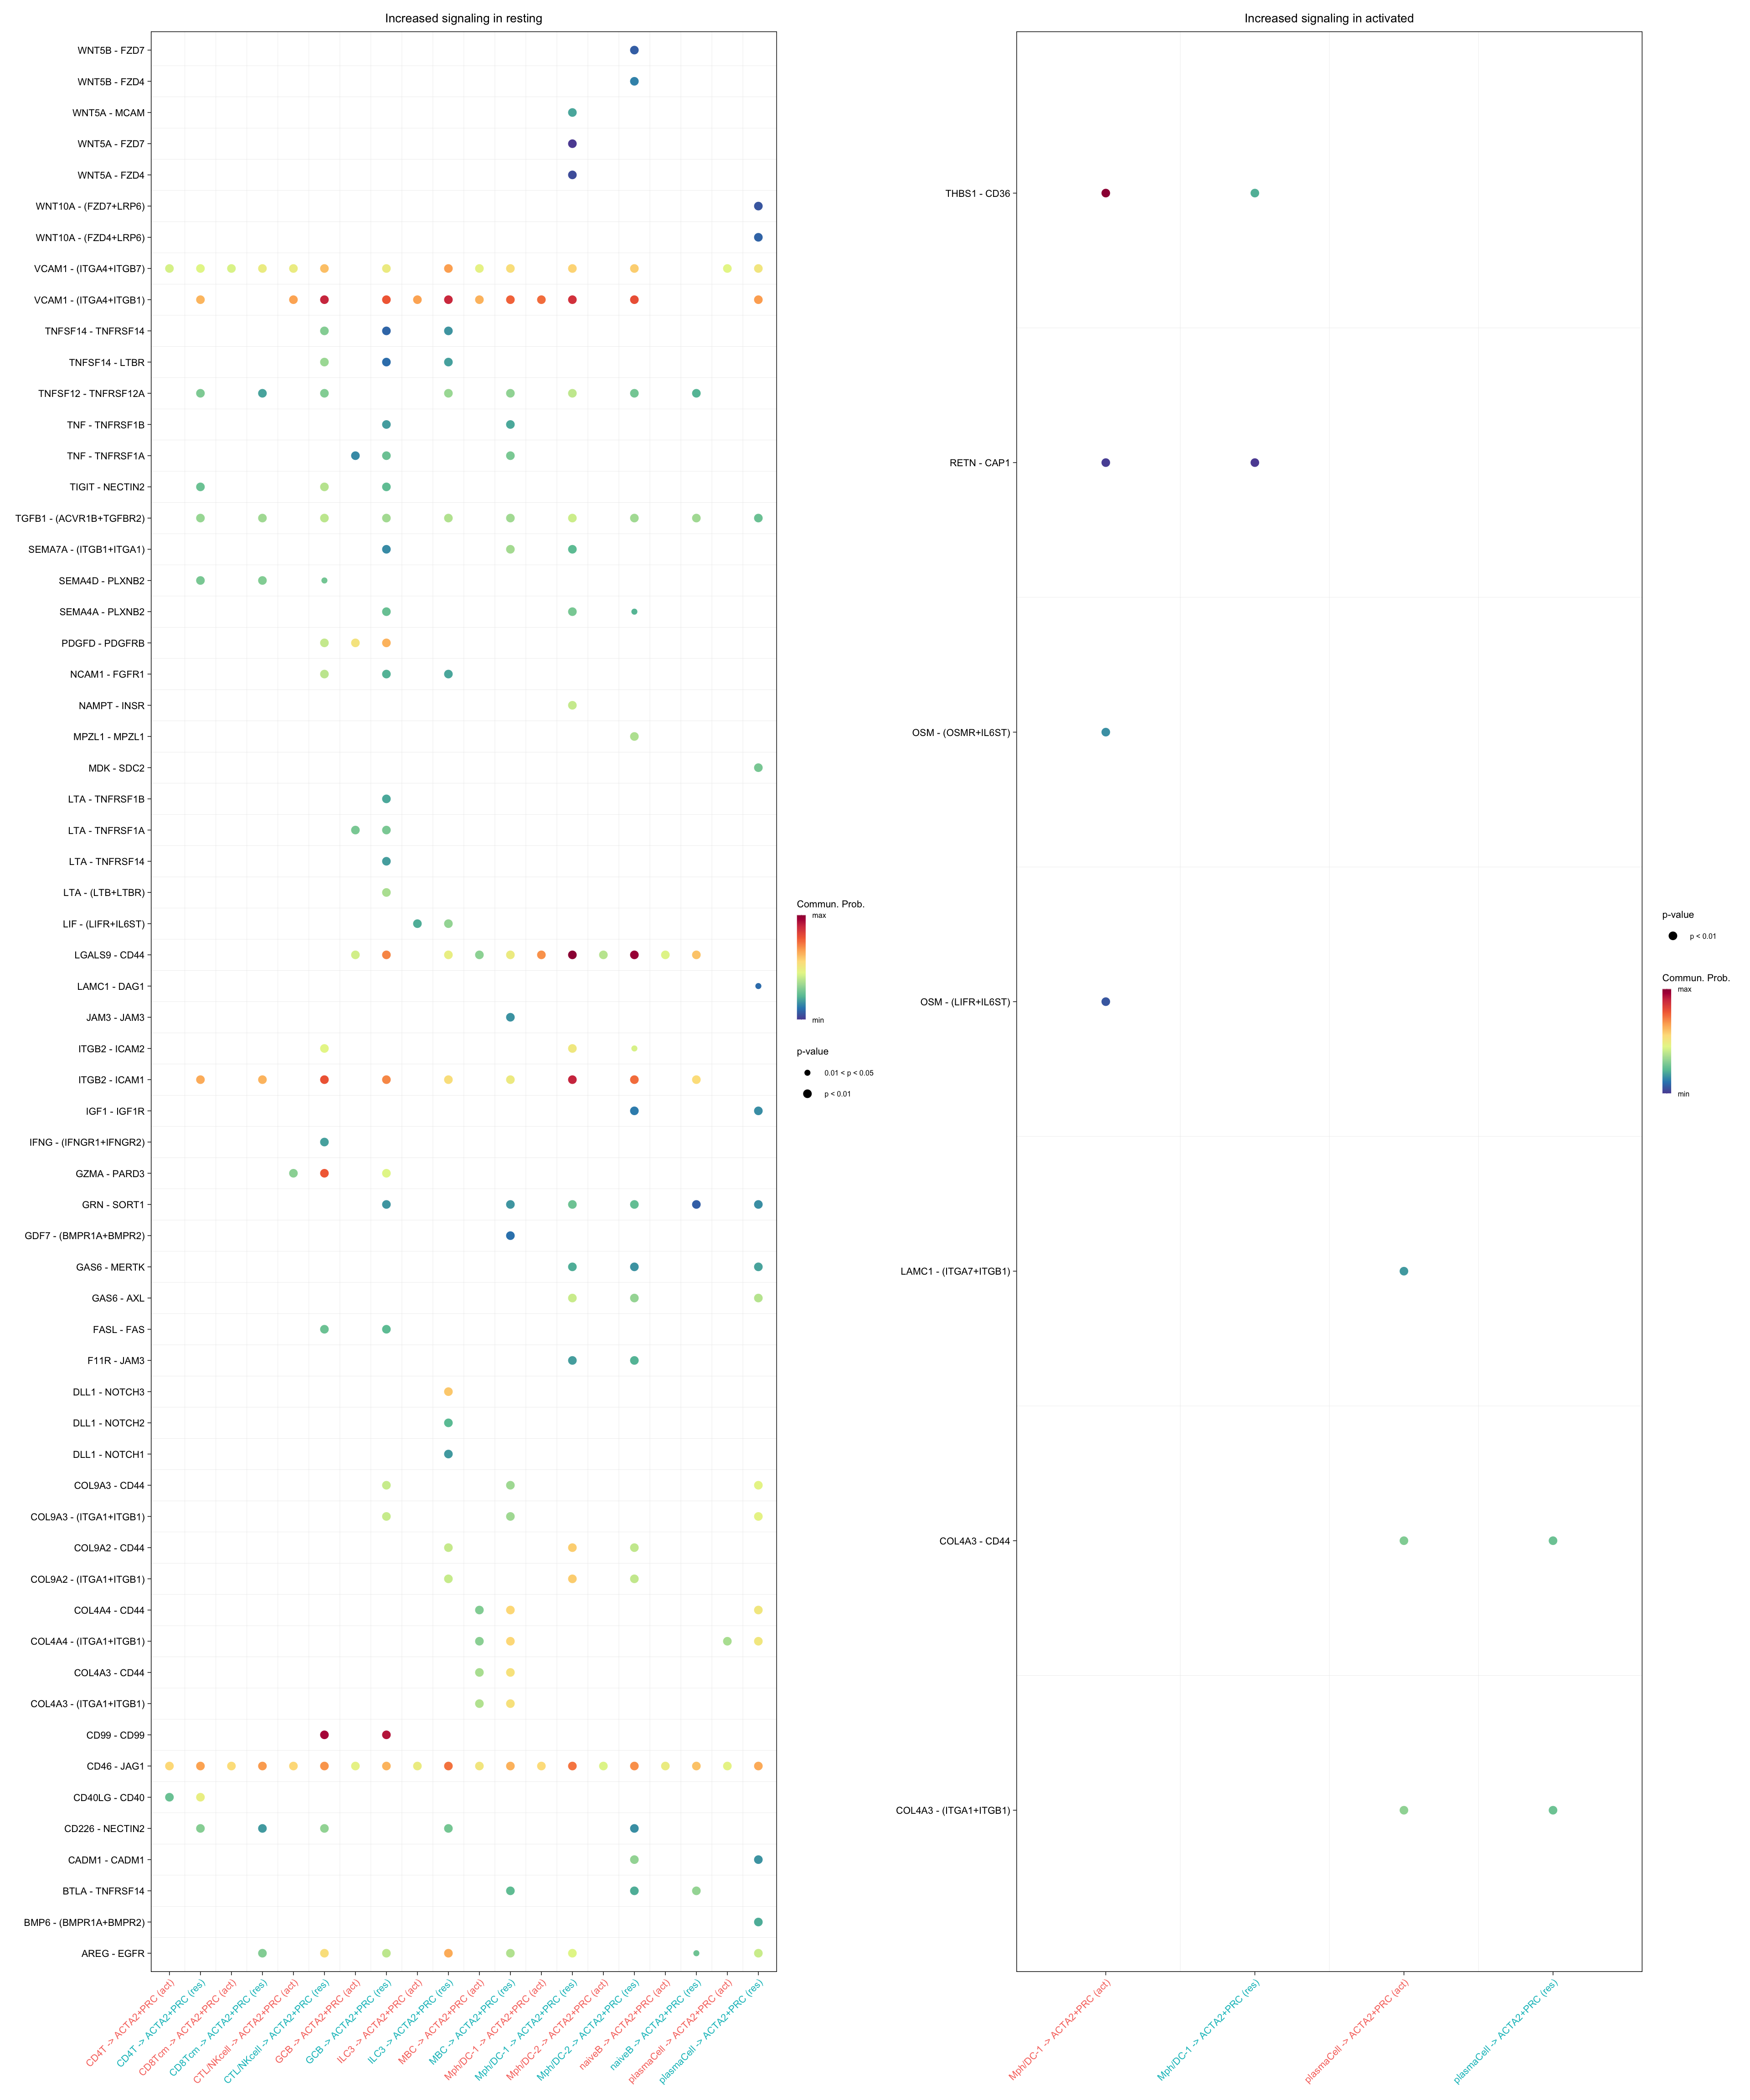 Increased signaling in resting
WNT5B - FZD7
WNT5B - FZD4
WNT5A - MCAM
WNT5A - FZD7
WNT5A - FZD4
WNT10A - (FZD7+LRP6)
WNT10A - (FZD4+LRP6)
VCAM1 - (ITGA4+ITGB7)
VCAM1 - (ITGA4+ITGB1)
TNFSF14 - TNFRSF14
TNFSF14 - LTBR
TNFSF12 - TNFRSF12A
TNF - TNFRSF1B
TNF - TNFRSF1A
TIGIT - NECTIN2
TGFB1 - (ACVR1B+TGFBR2)
SEMA7A - (ITGB1+ITGA1)
SEMA4D - PLXNB2
SEMA4A - PLXNB2
PDGFD - PDGFRB
NCAM1 - FGFR1
NAMPT - INSR
MPZL1 - MPZL1
MDK - SDC2
LTA - TNFRSF1B
LTA - TNFRSF1A
LTA - TNFRSF14
LTA - (LTB+LTBR)
LIF - (LIFR+IL6ST)
LGALS9 - CD44
LAMC1 - DAG1
JAM3 - JAM3
ITGB2 - ICAM2
ITGB2 - ICAM1
IGF1 - IGF1R
IFNG - (IFNGR1+IFNGR2)
GZMA - PARD3
GRN - SORT1
GDF7 - (BMPR1A+BMPR2)
GAS6 - MERTK
GAS6 - AXL
FASL - FAS
F11R - JAM3
DLL1 - NOTCH3
DLL1 - NOTCH2
DLL1 - NOTCH1
COL9A3 - CD44
COL9A3 - (ITGA1+ITGB1)
COL9A2 - CD44
COL9A2 - (ITGA1+ITGB1)
COL4A4 - CD44
COL4A4 - (ITGA1+ITGB1)
COL4A3 - CD44
COL4A3 - (ITGA1+ITGB1)
CD99 - CD99
CD46 - JAG1
CD40LG - CD40
CD226 - NECTIN2
CADM1 - CADM1
BTLA - TNFRSF14
BMP6 - (BMPR1A+BMPR2)
AREG - EGFR
CD4T -> ACTA2+PRC (act)
CD4T -> ACTA2+PRC (res)
CD8Tcm -> ACTA2+PRC (act)
CD8Tcm -> ACTA2+PRC (res)
CTL/NKcell -> ACTA2+PRC (act)
CTL/NKcell -> ACTA2+PRC (res)
GCB -> ACTA2+PRC (act)
GCB -> ACTA2+PRC (res)
ILC3 -> ACTA2+PRC (act)
ILC3 -> ACTA2+PRC (res)
MBC -> ACTA2+PRC (act)
MBC -> ACTA2+PRC (res)
Mph/DC-1 -> ACTA2+PRC (act)
Mph/DC-1 -> ACTA2+PRC (res)
Mph/DC-2 -> ACTA2+PRC (act)
Mph/DC-2 -> ACTA2+PRC (res)
naiveB -> ACTA2+PRC (act)
naiveB -> ACTA2+PRC (res)
plasmaCell -> ACTA2+PRC (act)
plasmaCell -> ACTA2+PRC (res)
Commun. Prob.
max
min
p-value
0.01 < p < 0.05
p < 0.01
Increased signaling in activated
THBS1 - CD36
RETN - CAP1
OSM - (OSMR+IL6ST)
OSM - (LIFR+IL6ST)
LAMC1 - (ITGA7+ITGB1)
COL4A3 - CD44
COL4A3 - (ITGA1+ITGB1)
Mph/DC-1 -> ACTA2+PRC (act)
Mph/DC-1 -> ACTA2+PRC (res)
plasmaCell -> ACTA2+PRC (act)
plasmaCell -> ACTA2+PRC (res)
p-value
p < 0.01
Commun. Prob.
max
min